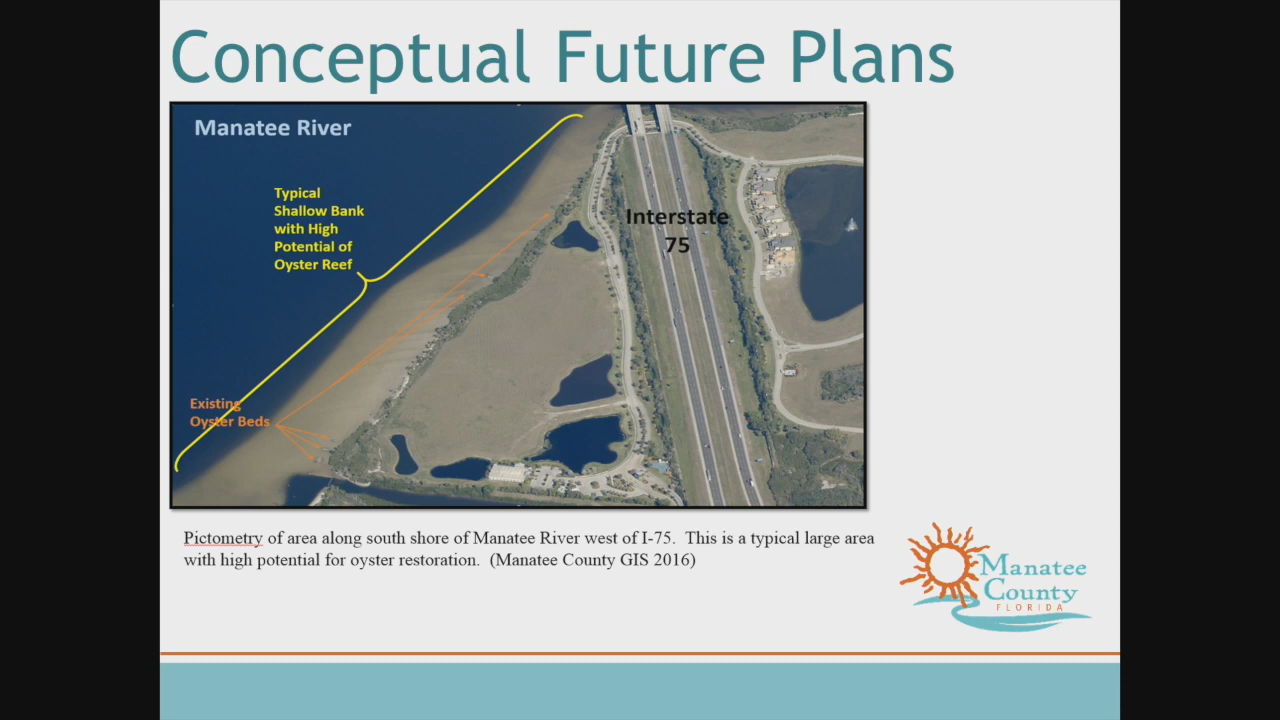 Conceptual Future Plans
Manatee River
Typical
Shallow Bank
with High
Potential of
Oyster Reef
Interstate
75
Existing
Oyster Beds
Pictometry of area along south shore of Manatee River west of I-75.  This is a typical large area
with high potential for oyster restoration.  (Manatee County GIS 2016)
Manatee
County
FLORIDA